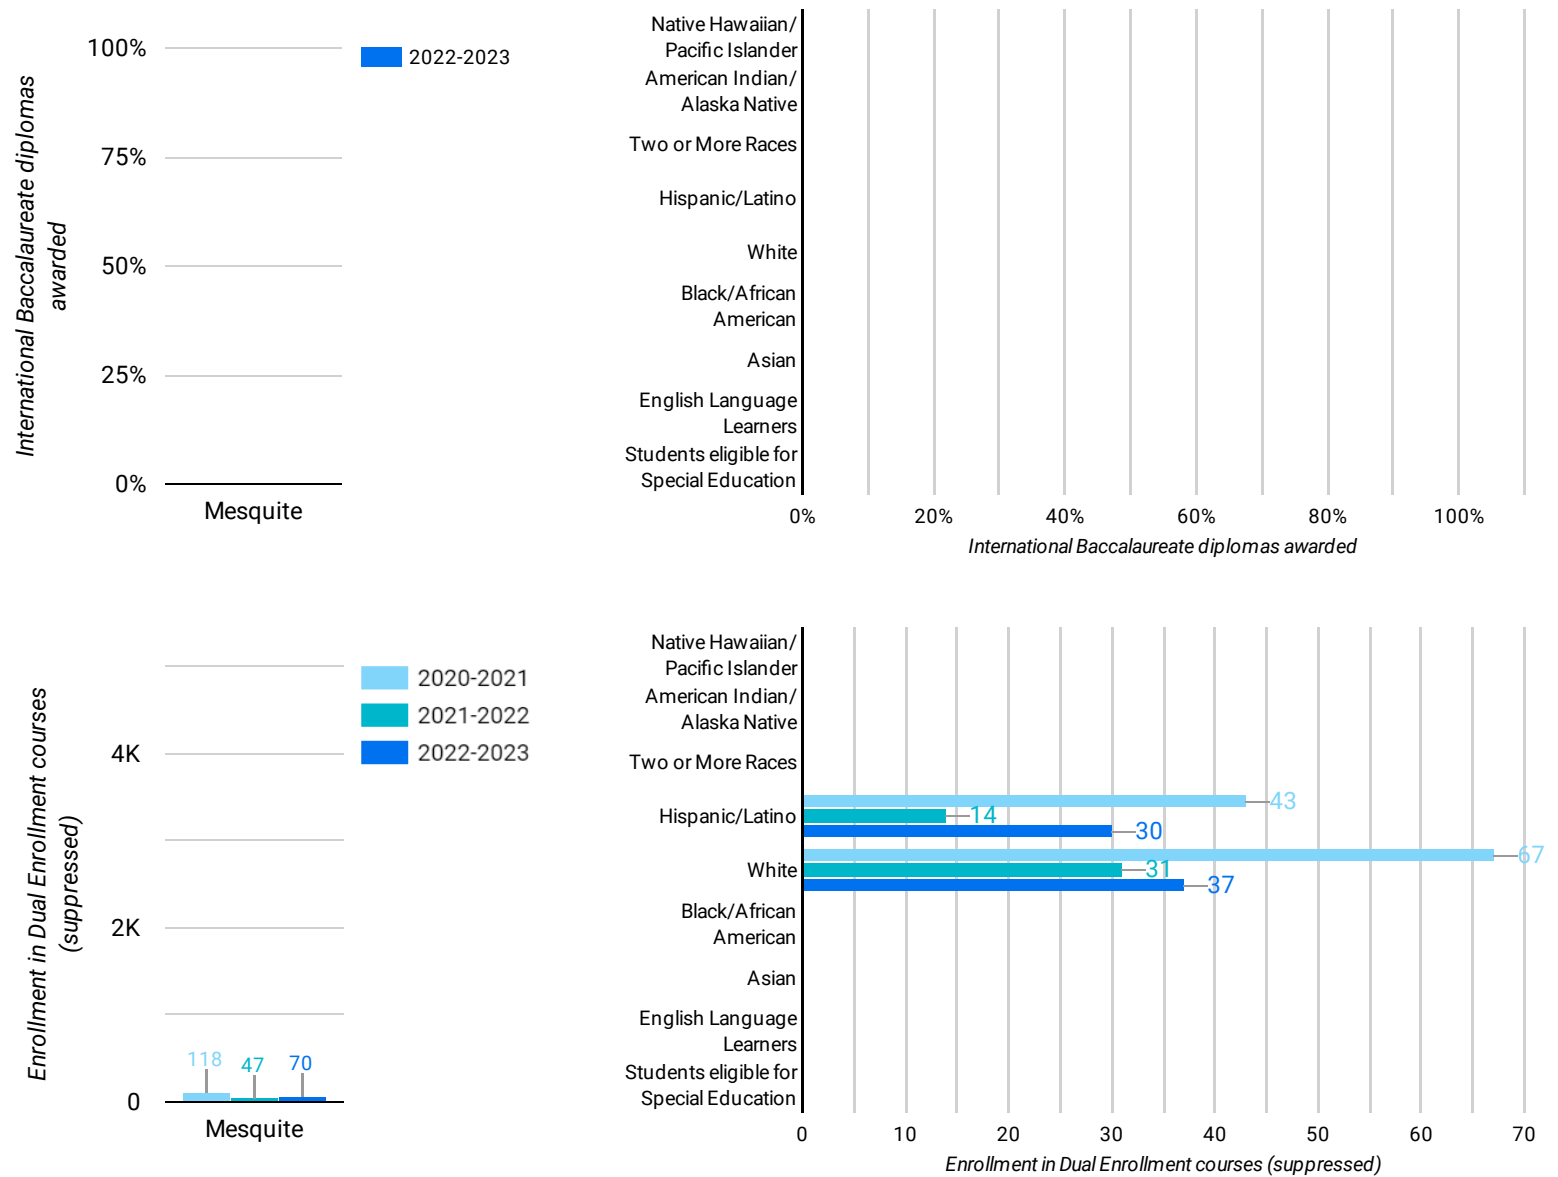 International Baccalaureate diplomas
awarded
100%
75%
50%
25%
0%
Mesquite
2022-2023
Native Hawaiian/
Pacific Islander
American Indian/
Alaska Native
Two or More Races
Hispanic/Latino
White
Black/African
American
Asian
English Language
Learners
Students eligible for
Special Education
0% 20% 40% 60% 80% 100%
International Baccalaureate diplomas awarded
Enrollment in Dual Enrollment courses
(suppressed)
4K
2K
0
118 47 70
Mesquite
2020-2021
2021-2022
2022-2023
Native Hawaiian/
Pacific Islander
American Indian/
Alaska Native
Two or More Races
Hispanic/Latino
43
14
30
White
67
31
37
Black/African
American
Asian
English Language
Learners
Students eligible for
Special Education
0 10 20 30 40 50 60 70
Enrollment in Dual Enrollment courses (suppressed)